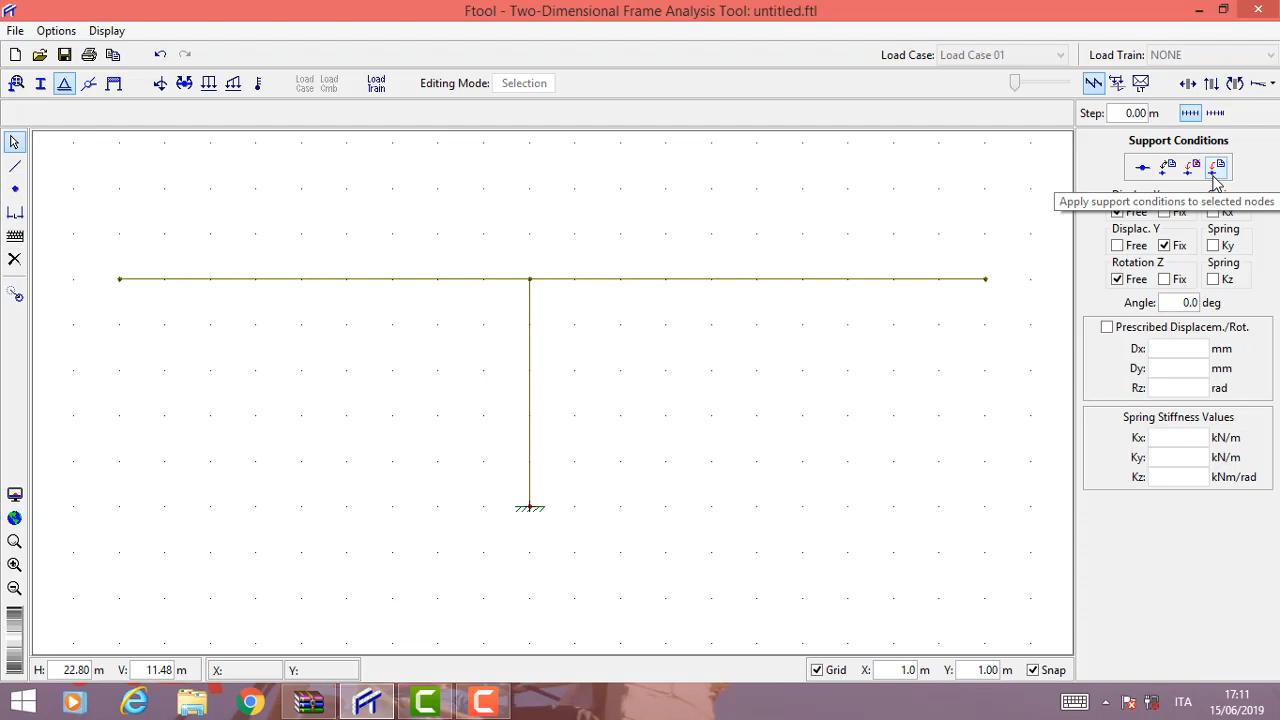 Ftool - Two-Dimensional Frame Analysis Tool: untitled.ftl
File Options Display
Load Case: Load Case 01 Load Train: NONE
Load Case Load Cmb Load Train Editing Mode: Selection
Step: 0.00 m
Support Conditions
Apply support conditions to selected nodes
Free Fix Kx
Displac. Y Spring
Free Fix Ky
Rotation Z Spring
Free Fix Kz
Angle: 0.0 deg
Prescribed Displacem./Rot.
Dx: mm
Dy: mm
Rz: rad
Spring Stiffness Values
Kx: kN/m
Ky: kN/m
Kz: kNm/rad
H: 22.80 m V: 11.48 m X: Y: Grid X: 1.0 m Y: 1.00 m Snap
ITA 17:11
15/06/2019